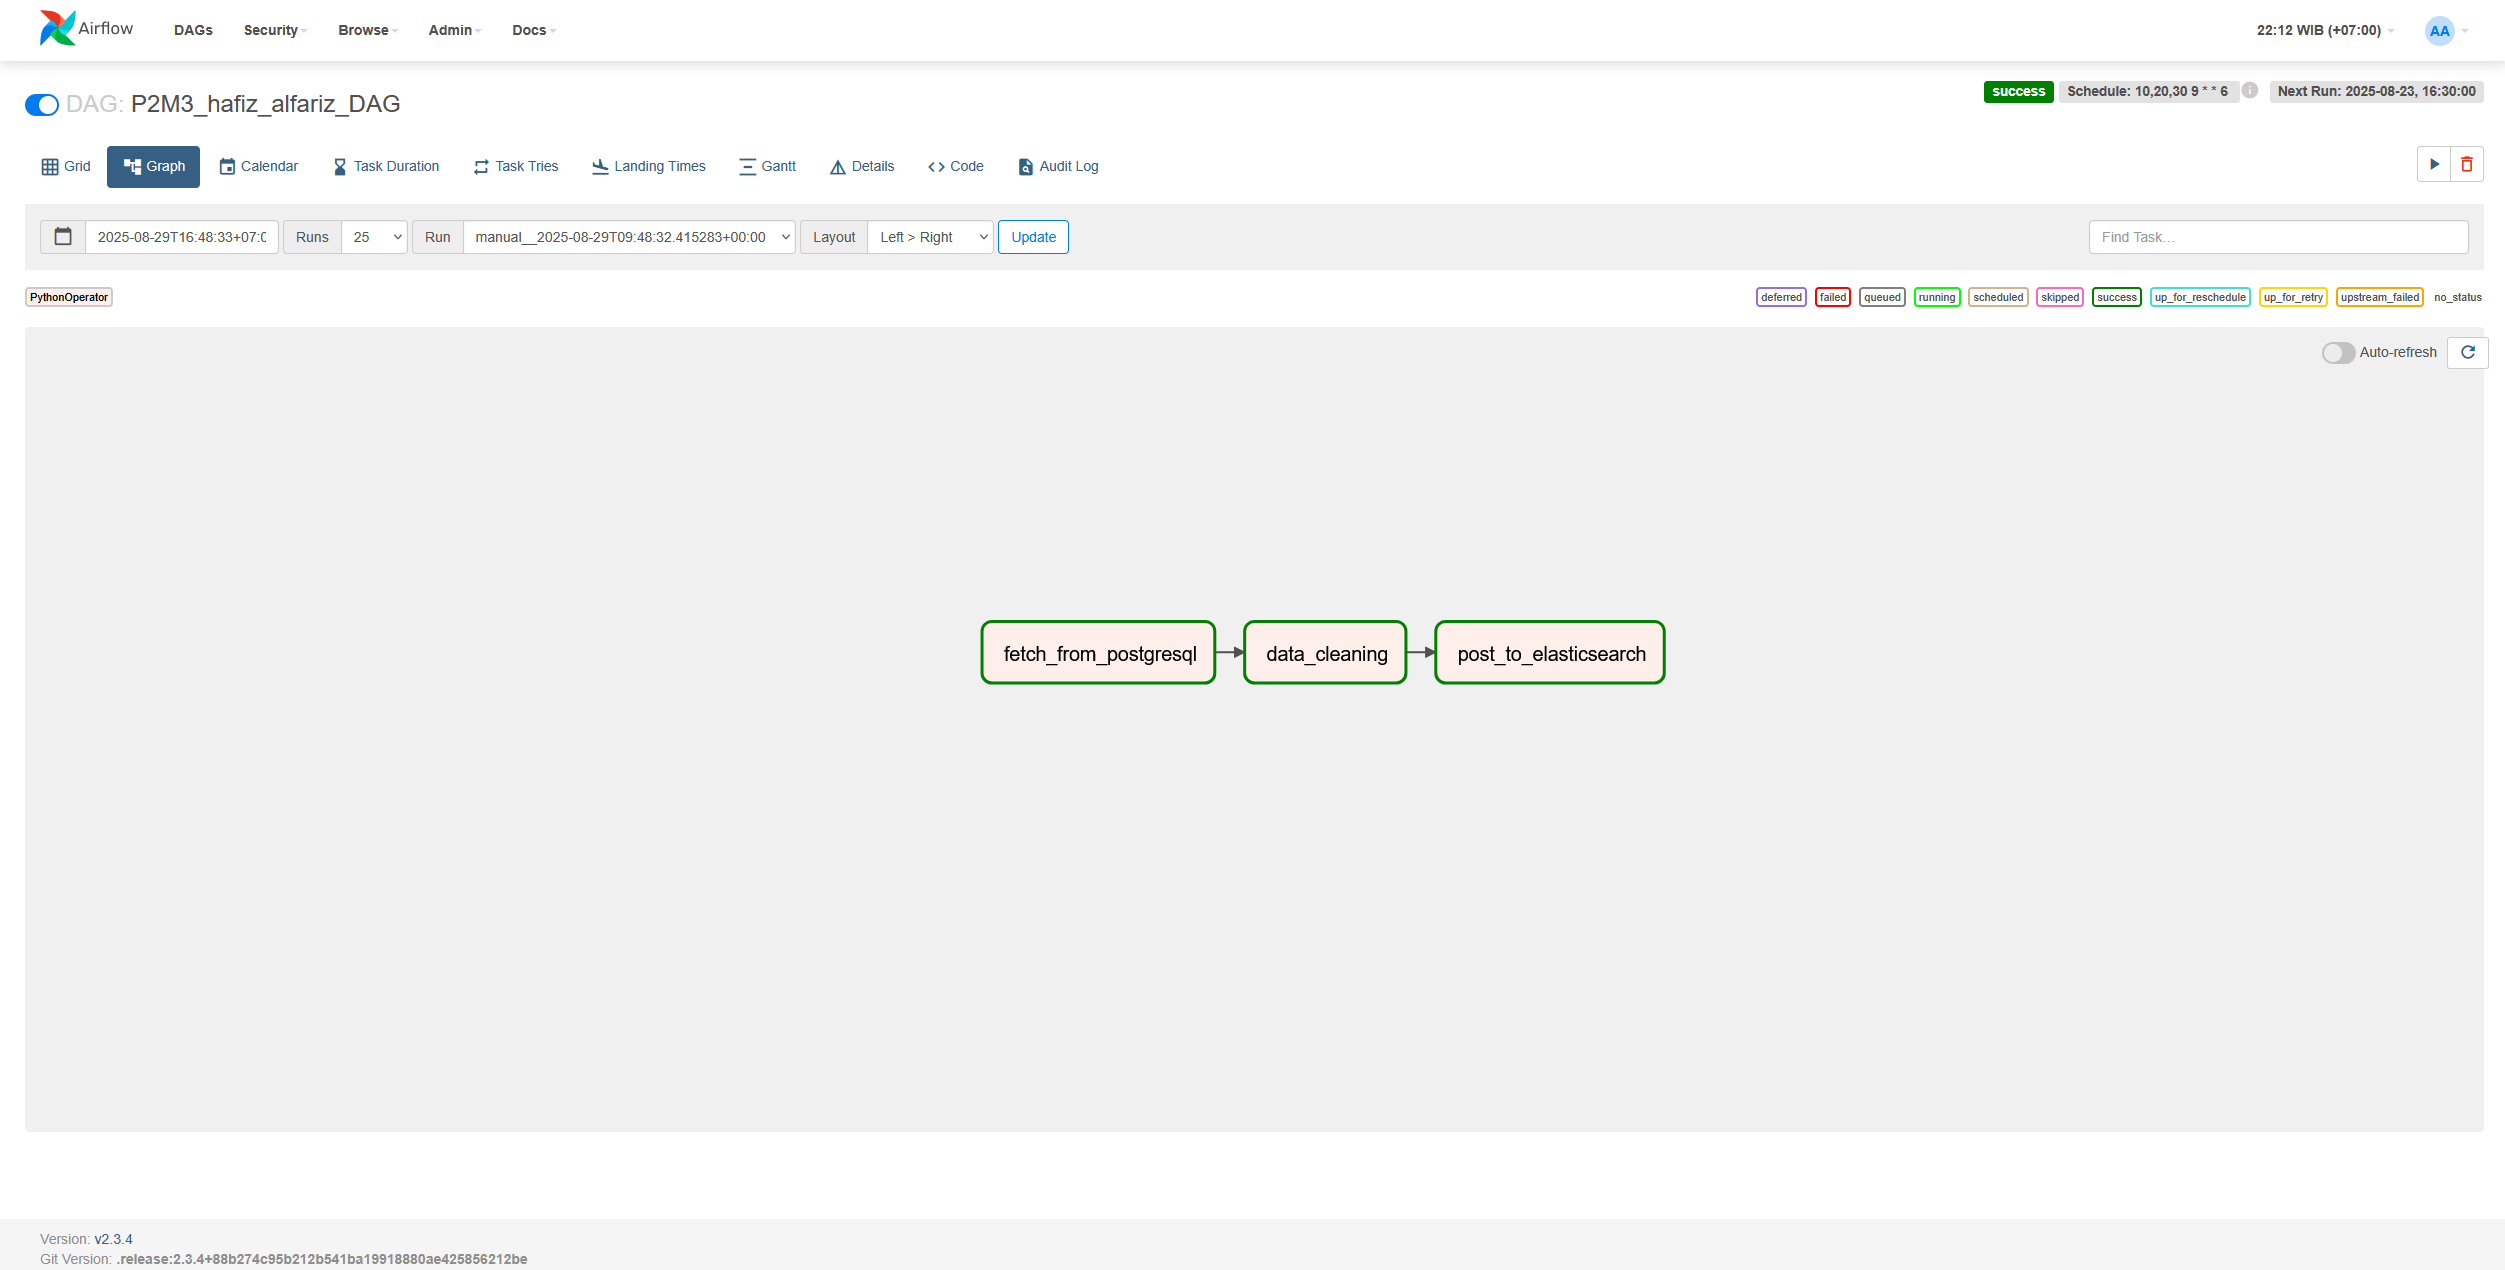 Airflow DAGs Security Browse Admin Docs 22:12 WIB (+07:00) AA
DAG: P2M3_hafiz_alfariz_DAG success Schedule: 10,20,30 9 * * 6 Next Run: 2025-08-23, 16:30:00
Grid Graph Calendar Task Duration Task Tries Landing Times Gantt Details Code Audit Log
2025-08-29T16:48:33+07:0 Runs 25 Run manual__2025-08-29T09:48:32.415283+00:00 Layout Left > Right Update Find Task...
PythonOperator deferred failed queued running scheduled skipped success up_for_reschedule up_for_retry upstream_failed no_status
Auto-refresh
fetch_from_postgresql data_cleaning post_to_elasticsearch
Version: v2.3.4
Git Version: .release:2.3.4+88b274c95b212b541ba19918880ae425856212be